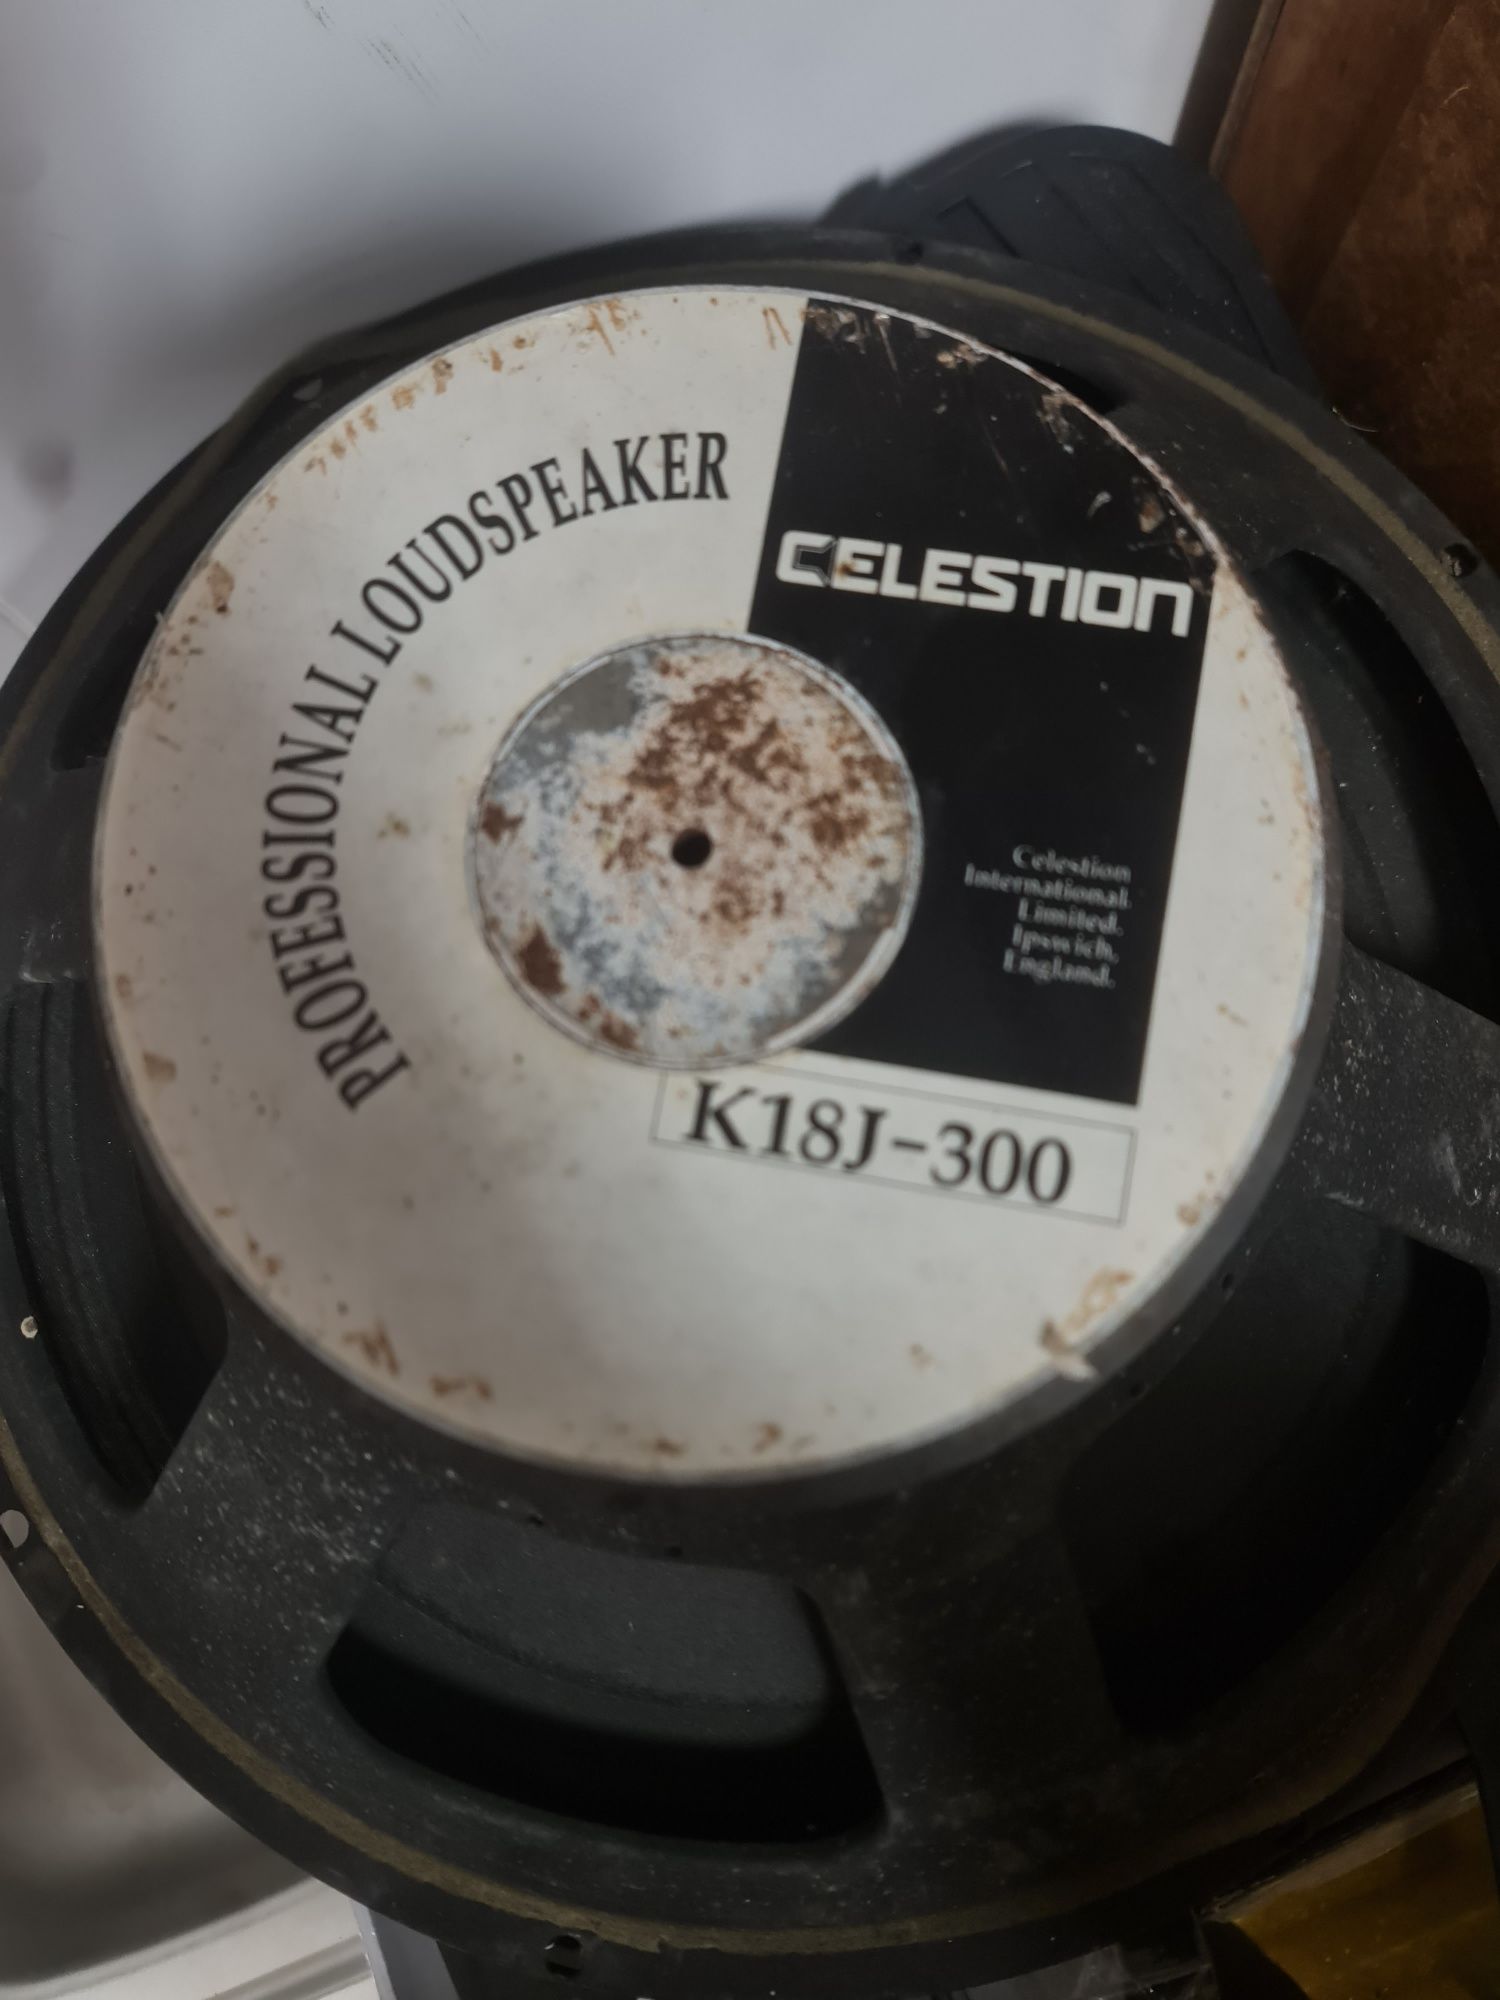 PROFESSIONAL LOUDSPEAKER
CELESTION
Celestion
International.
Limited.
Ipswich.
England.
K18J-300